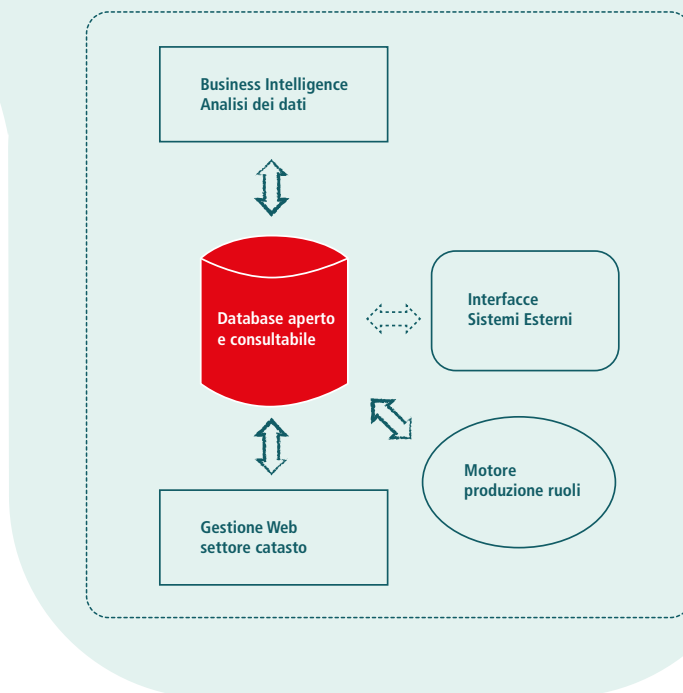 Business Intelligence
Analisi dei dati
Database aperto
e consultabile
Interfacce
Sistemi Esterni
Motore
produzione ruoli
Gestione Web
settore catasto